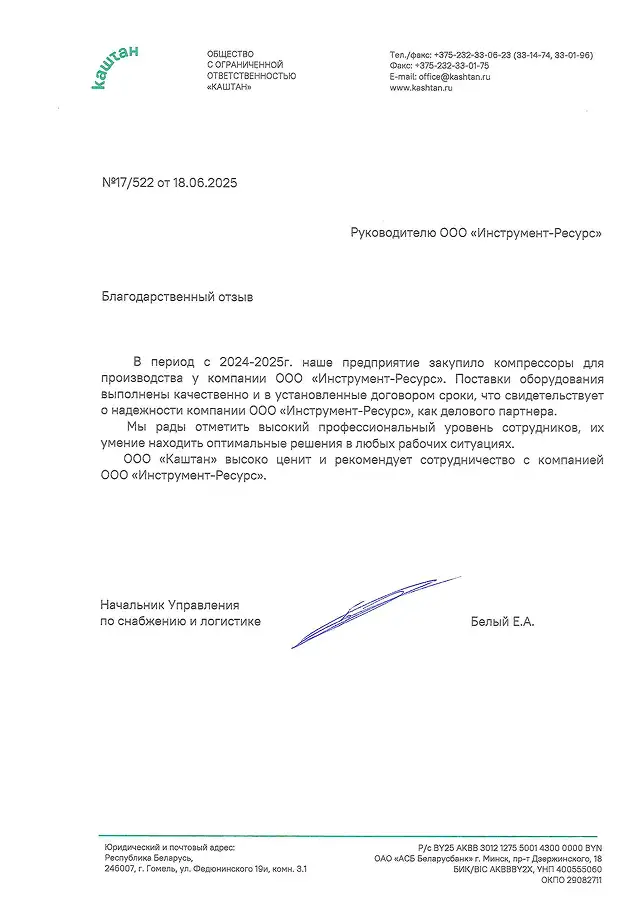 каштан
ОБЩЕСТВО
С ОГРАНИЧЕННОЙ
ОТВЕТСТВЕННОСТЬЮ
«КАШТАН»
Тел./факс: +375-232-33-06-23 (33-14-74, 33-01-96)
Факс: +375-232-33-01-75
E-mail: office@kashtan.ru
www.kashtan.ru
№17/522 от 18.06.2025
Руководителю ООО «Инструмент-Ресурс»
Благодарственный отзыв
В период с 2024-2025г. наше предприятие закупило компрессоры для
производства у компании ООО «Инструмент-Ресурс». Поставки оборудования
выполнены качественно и в установленные договором сроки, что свидетельствует
о надежности компании ООО «Инструмент-Ресурс», как делового партнера.
Мы рады отметить высокий профессиональный уровень сотрудников, их
умение находить оптимальные решения в любых рабочих ситуациях.
ООО «Каштан» высоко ценит и рекомендует сотрудничество с компанией
ООО «Инструмент-Ресурс».
Начальник Управления
по снабжению и логистике
Белый Е.А.
Юридический и почтовый адрес:
Республика Беларусь,
246007, г. Гомель, ул. Федюнинского 19и, комн. 3.1
Р/с BY25 AKBB 3012 1275 5001 4300 0000 BYN
ОАО «АСБ Беларусбанк» г. Минск, пр-т Дзержинского, 18
БИК/BIC AKBBBY2X, УНП 400555060
ОКПО 29082711